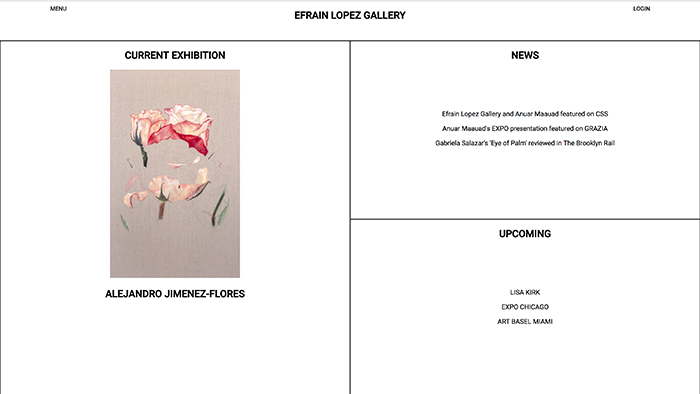 MENU
EFRAIN LOPEZ GALLERY
LOGIN
CURRENT EXHIBITION
ALEJANDRO JIMENEZ-FLORES
NEWS
Efrain Lopez Gallery and Anuar Maauad featured on CSS
Anuar Maauad's EXPO presentation featured on GRAZIA
Gabriela Salazar's 'Eye of Palm' reviewed in The Brooklyn Rail
UPCOMING
LISA KIRK
EXPO CHICAGO
ART BASEL MIAMI